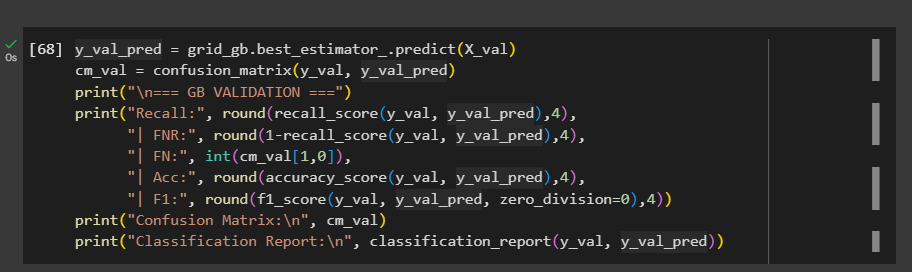 [68] y_val_pred = grid_gb.best_estimator_.predict(X_val)
cm_val = confusion_matrix(y_val, y_val_pred)
print("\n=== GB VALIDATION ===")
print("Recall:", round(recall_score(y_val, y_val_pred),4),
"| FNR:", round(1-recall_score(y_val, y_val_pred),4),
"| FN:", int(cm_val[1,0]),
"| Acc:", round(accuracy_score(y_val, y_val_pred),4),
"| F1:", round(f1_score(y_val, y_val_pred, zero_division=0),4))
print("Confusion Matrix:\n", cm_val)
print("Classification Report:\n", classification_report(y_val, y_val_pred))
0s